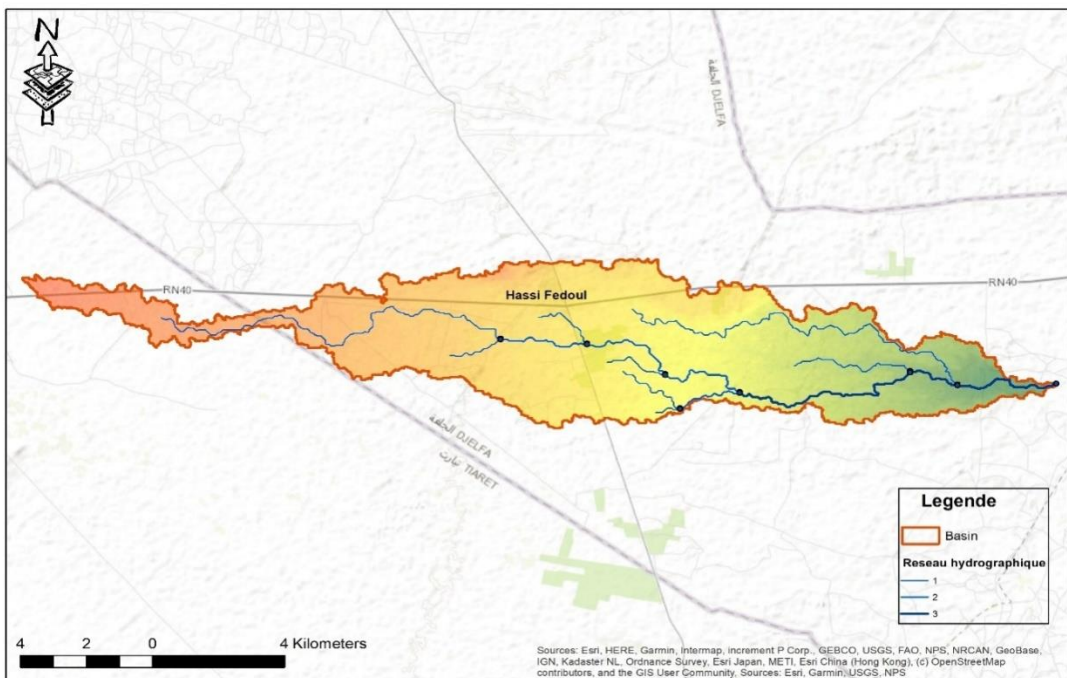 N
الجلفة DJELFA
RN40
Hassi Fedoul
RN40
الجلفة DJELFA
تيارت TIARET
Legende
Basin
Reseau hydrographique
1
2
3
4 2 0 4 Kilometers
Sources: Esri, HERE, Garmin, Intermap, increment P Corp., GEBCO, USGS, FAO, NPS, NRCAN, GeoBase,
IGN, Kadaster NL, Ordnance Survey, Esri Japan, METI, Esri China (Hong Kong), (c) OpenStreetMap
contributors, and the GIS User Community, Sources: Esri, Garmin, USGS, NPS